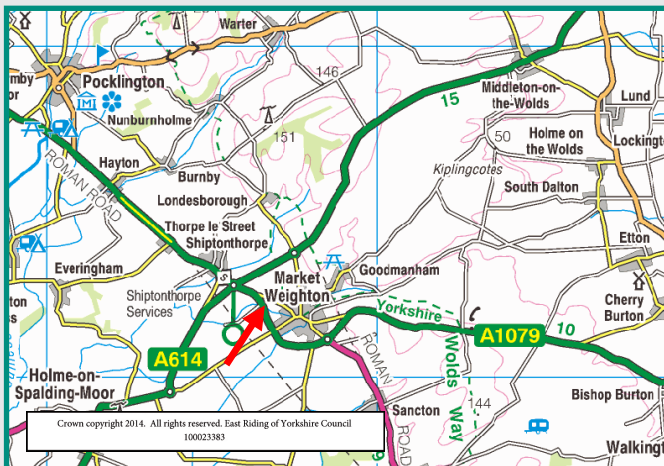 Warter
Pocklington
146
15
Middleton-on-
the-Wolds
Lund
Nunburnholme
151
50
Holme on
the Wolds
Lockingt
Hayton
Burnby
Kiplingcotes
ROMAN ROAD
Londesborough
South Dalton
Thorpe le Street
Shiptonthorpe
Etton
Everingham
Market
Weighton
Goodmanham
Shiptonthorpe
Services
S
Cherry
Burton
Yorkshire
A1079
10
A614
ROMAN
ROAD
Wolds
Way
Holme-on-
Spalding-Moor
144
Bishop Burton
Sancton
Crown copyright 2014. All rights reserved. East Riding of Yorkshire Council
100023383
Walking